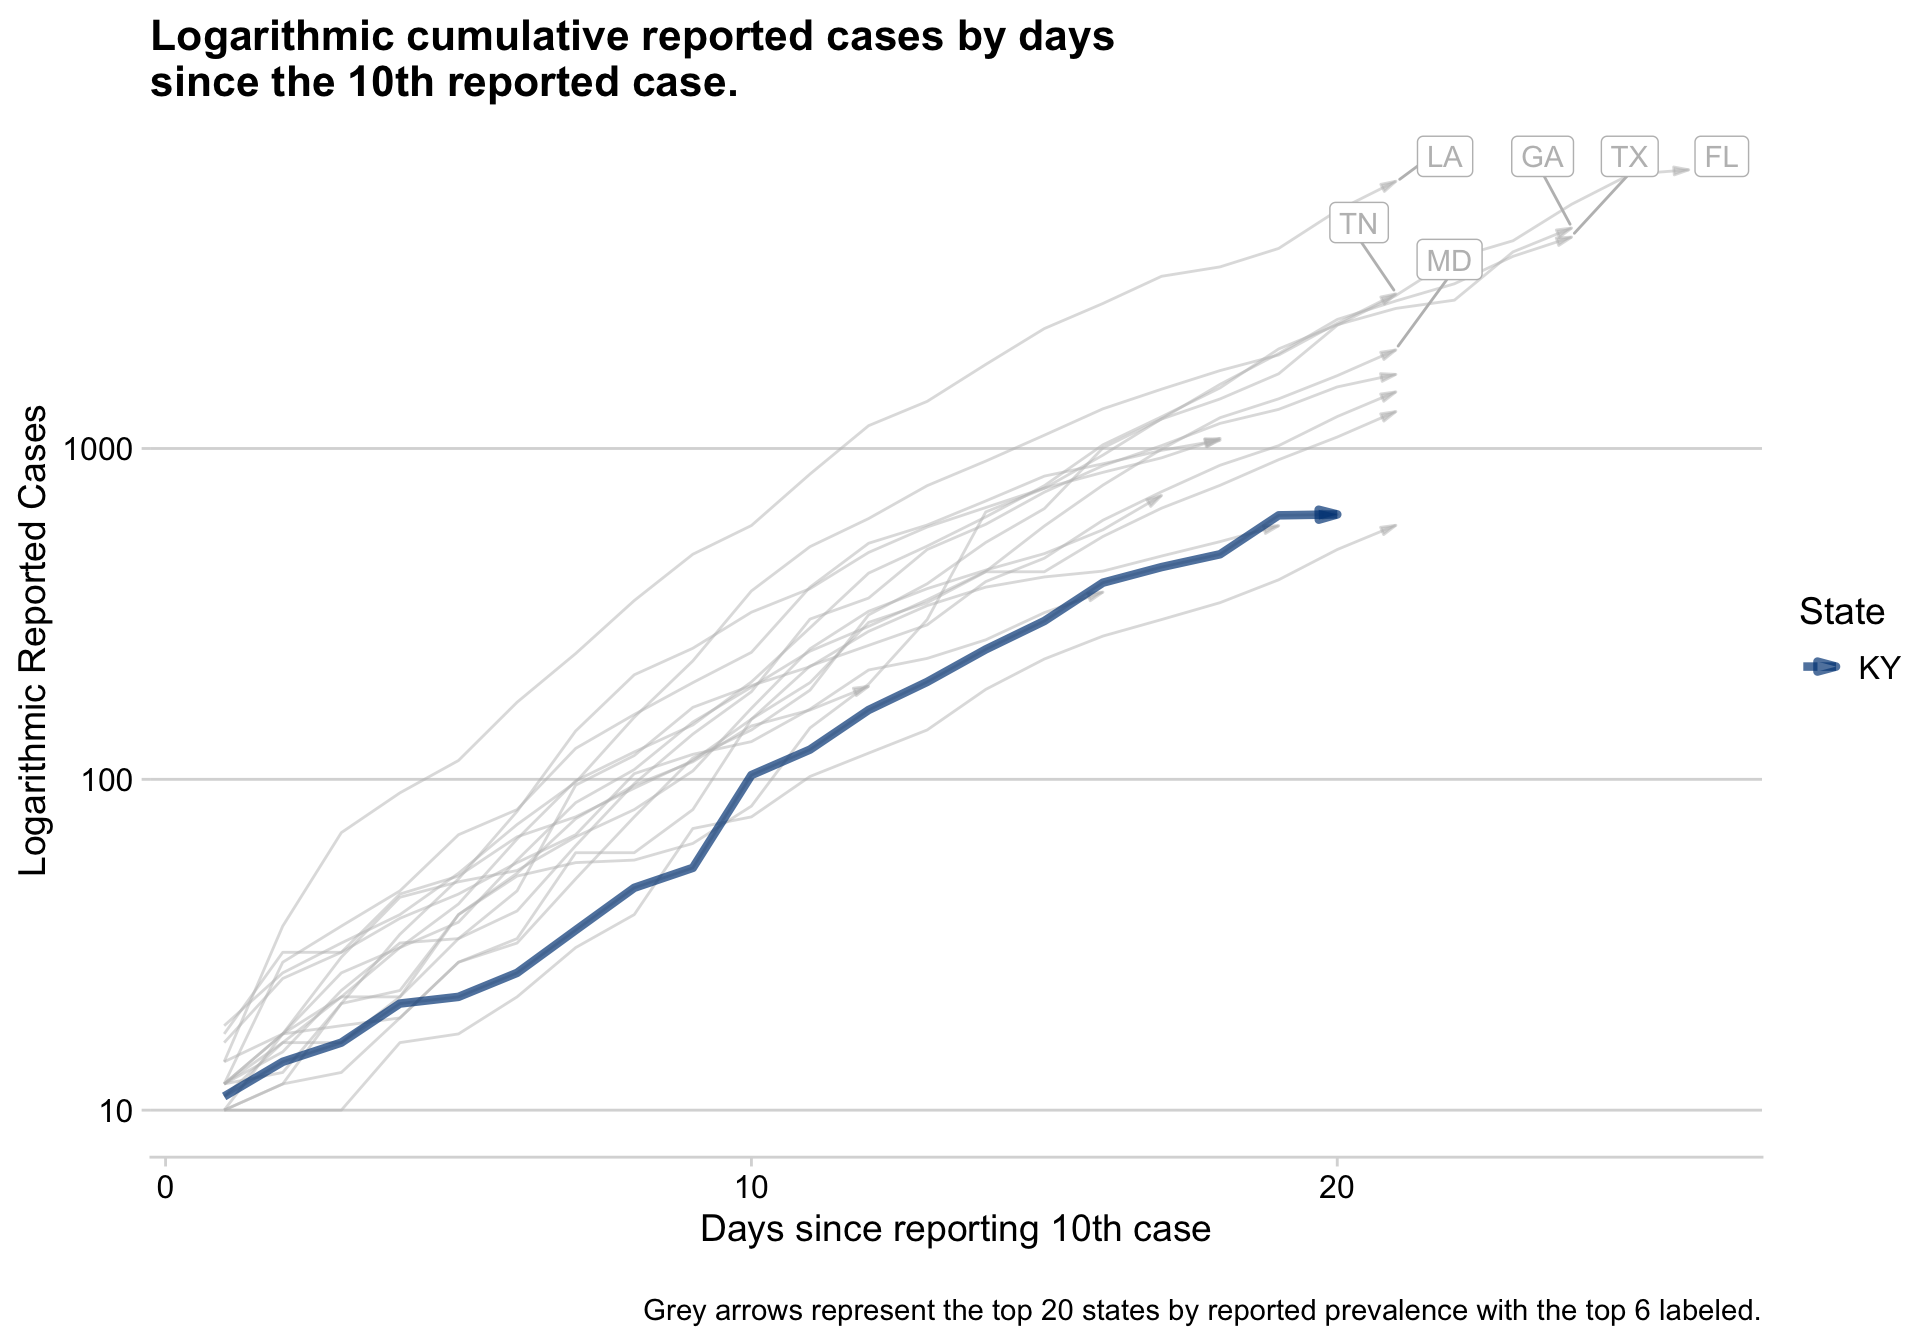 Logarithmic cumulative reported cases by days
since the 10th reported case.
LA
GA
TX
FL
TN
MD
Logarithmic Reported Cases
1000
100
10
State
KY
0
10
20
Days since reporting 10th case
Grey arrows represent the top 20 states by reported prevalence with the top 6 labeled.